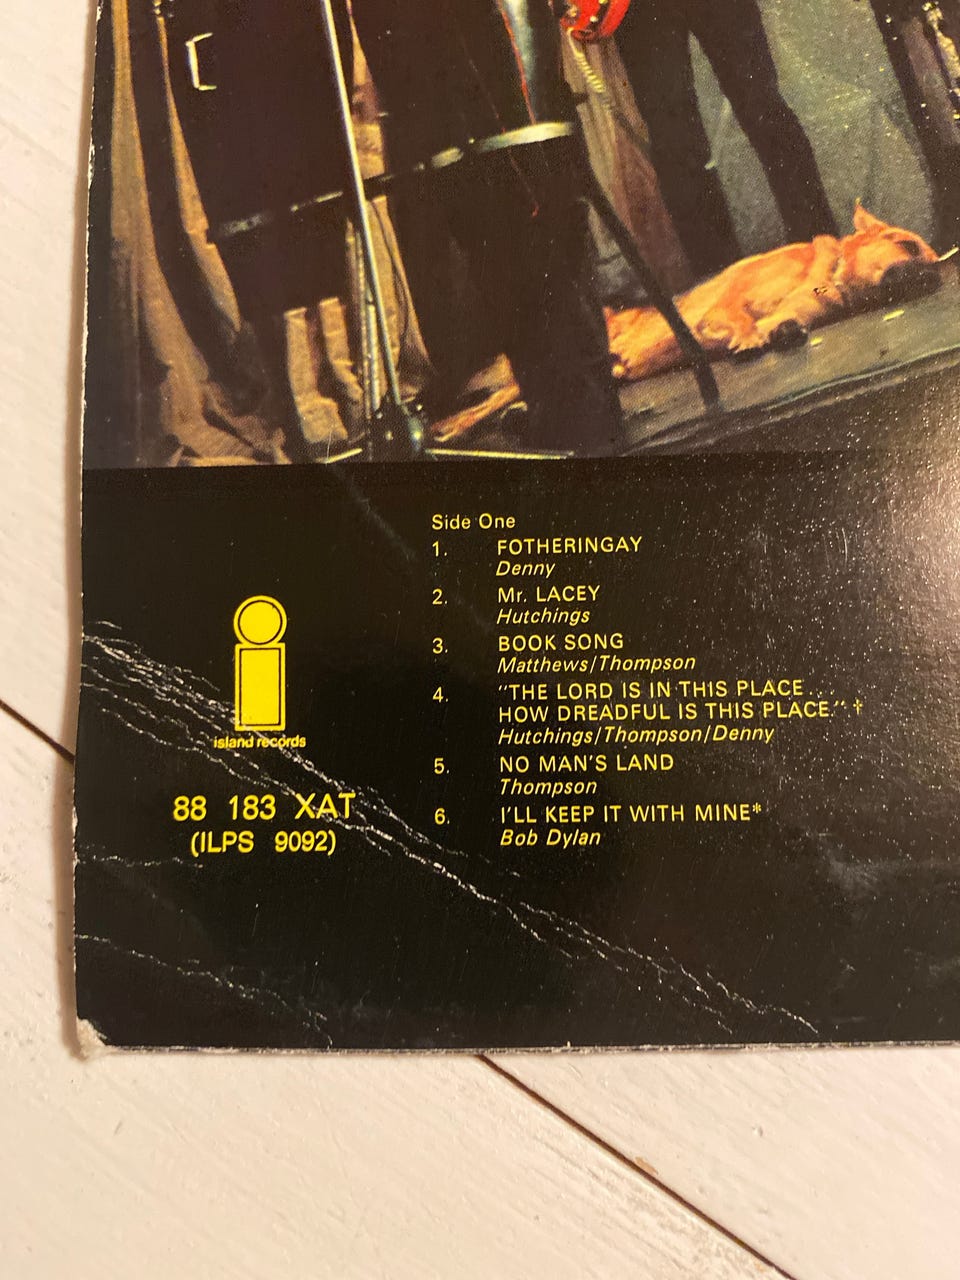 Side One
1. FOTHERINGAY
Denny
2. Mr. LACEY
Hutchings
3. BOOK SONG
Matthews/Thompson
4. "THE LORD IS IN THIS PLACE...
HOW DREADFUL IS THIS PLACE." †
Hutchings/Thompson/Denny
5. NO MAN'S LAND
Thompson
6. I'LL KEEP IT WITH MINE*
Bob Dylan
island records
88 183 XAT
(ILPS 9092)